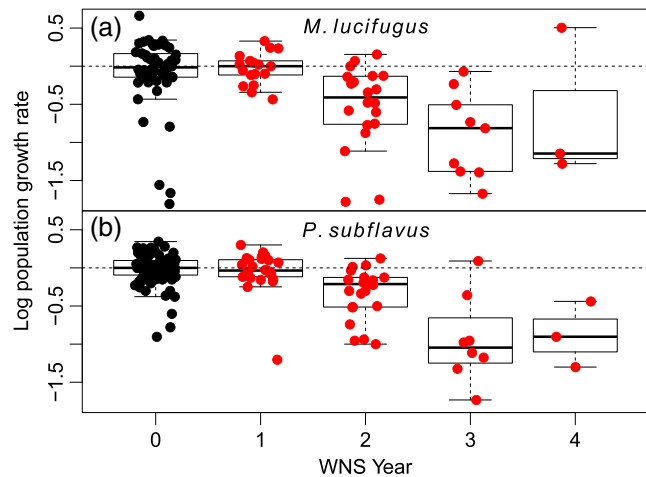 (a) M. lucifugus
0.5
−0.5
−1.5
(b) P. subflavus
0.5
−0.5
−1.5
Log population growth rate
0 1 2 3 4
WNS Year